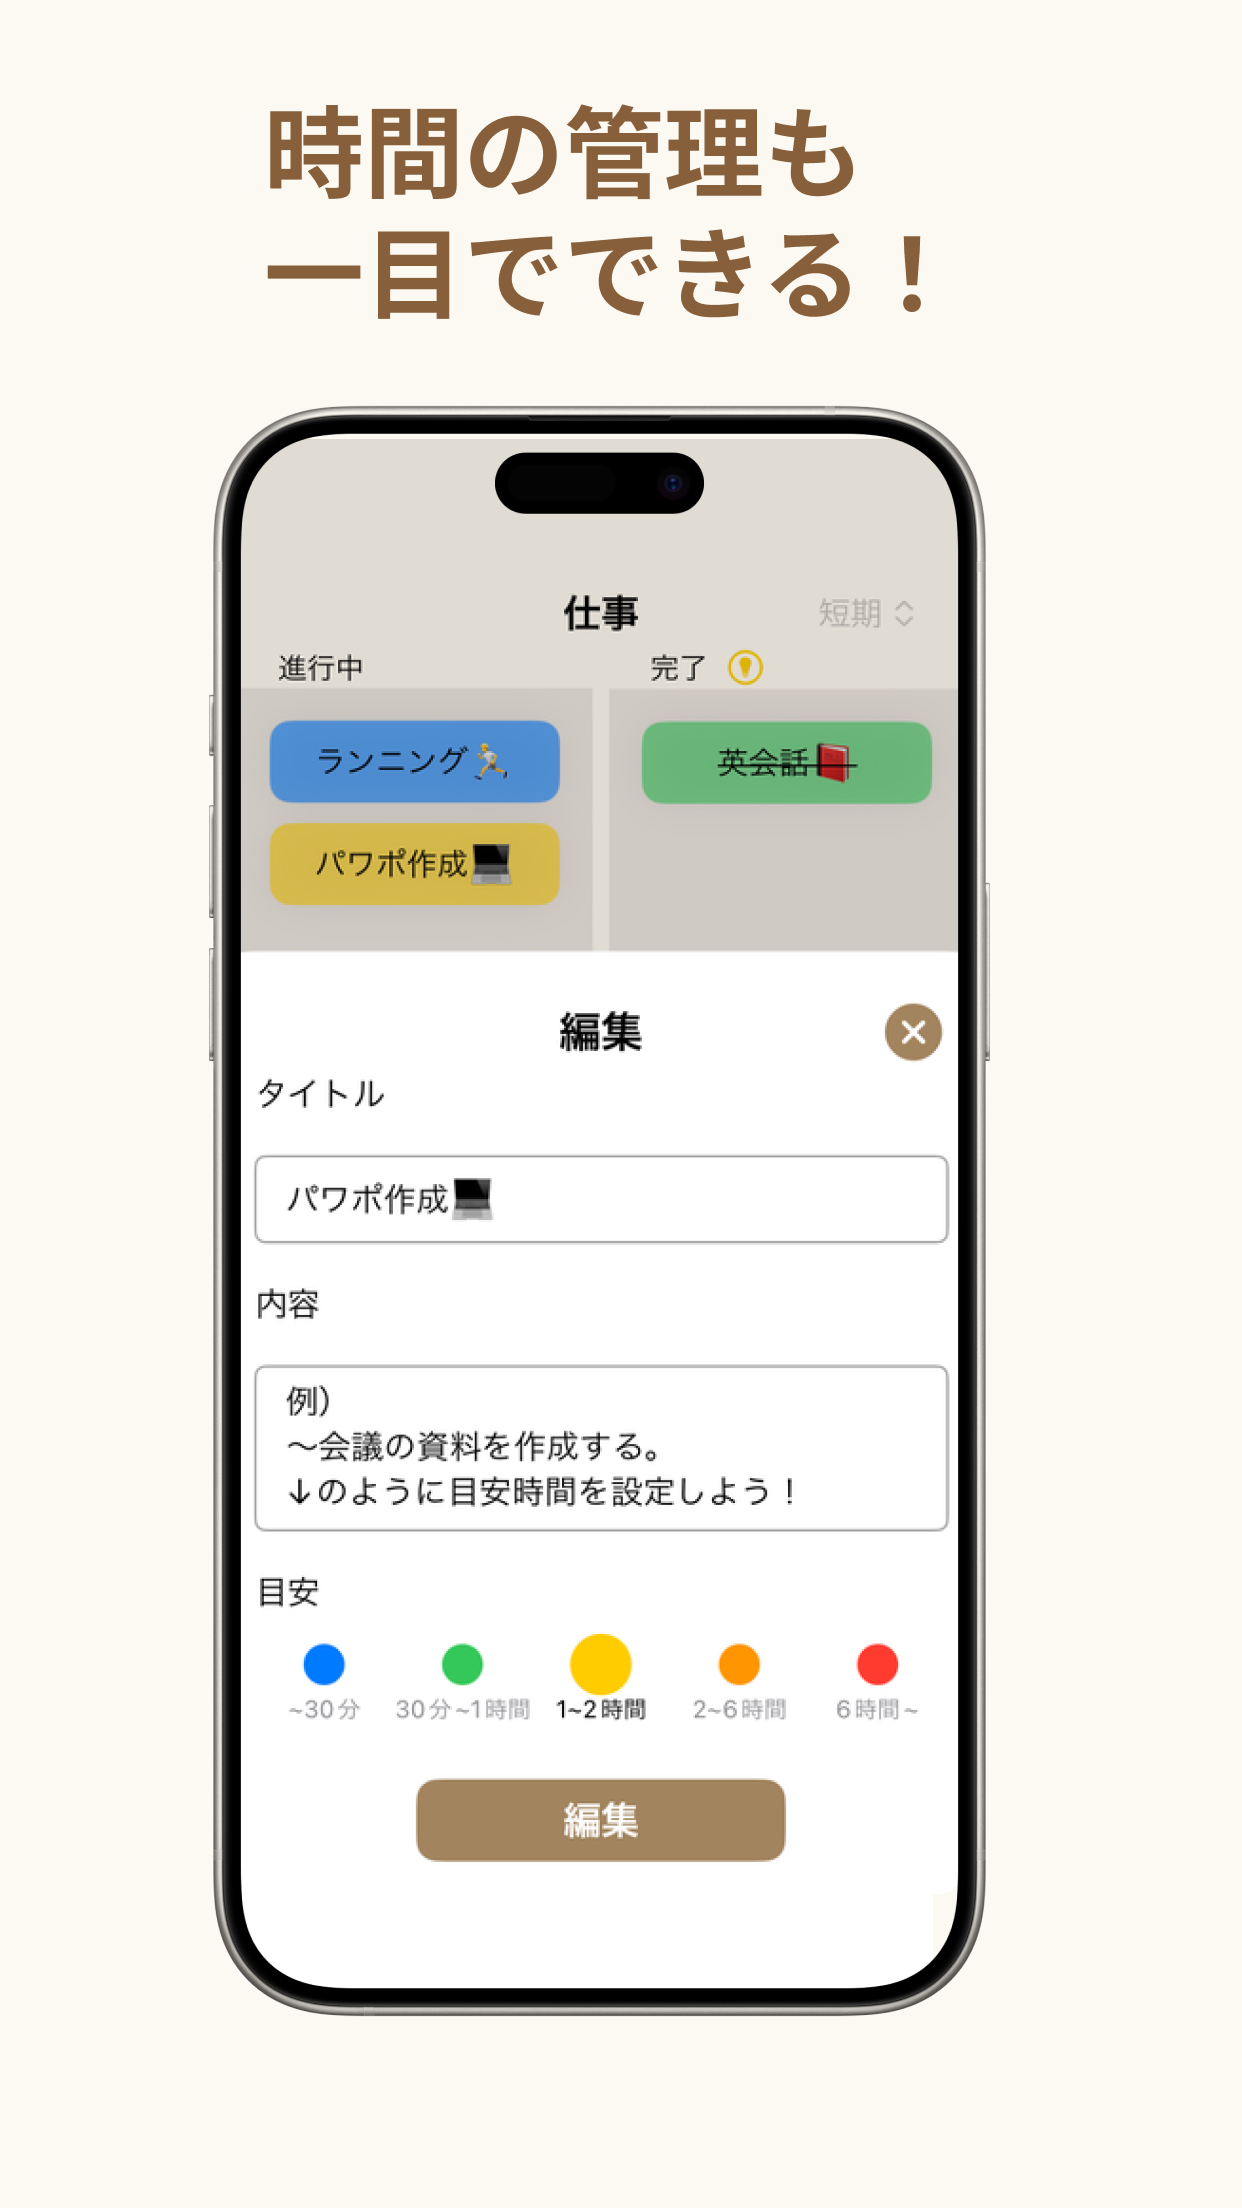 時間の管理も
一目でできる！
仕事
短期
進行中
完了
ランニング🏃
英会話📕
パワポ作成💻
編集
タイトル
パワポ作成💻
内容
例）
〜会議の資料を作成する。
↓のように目安時間を設定しよう！
目安
~30分 30分~1時間 1~2時間 2~6時間 6時間~
編集